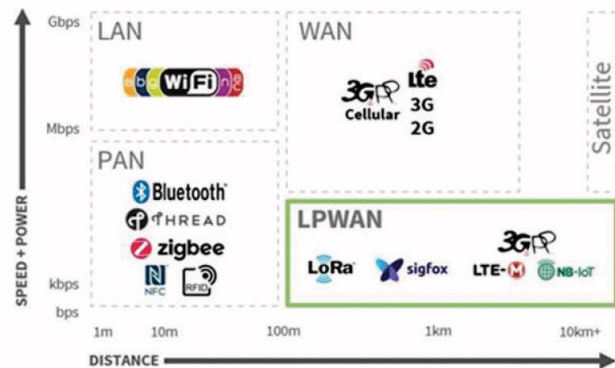 Gbps
LAN
WAN
Satellite
a b g WiFi n ac
3GPP
Cellular
Lte
3G
2G
Mbps
PAN
Bluetooth®
THREAD
zigbee
NFC
RFID
LPWAN
3GPP
LoRa
sigfox
LTE-M
NB-IoT
SPEED + POWER
kbps
bps
1m 10m 100m 1km 10km+
DISTANCE